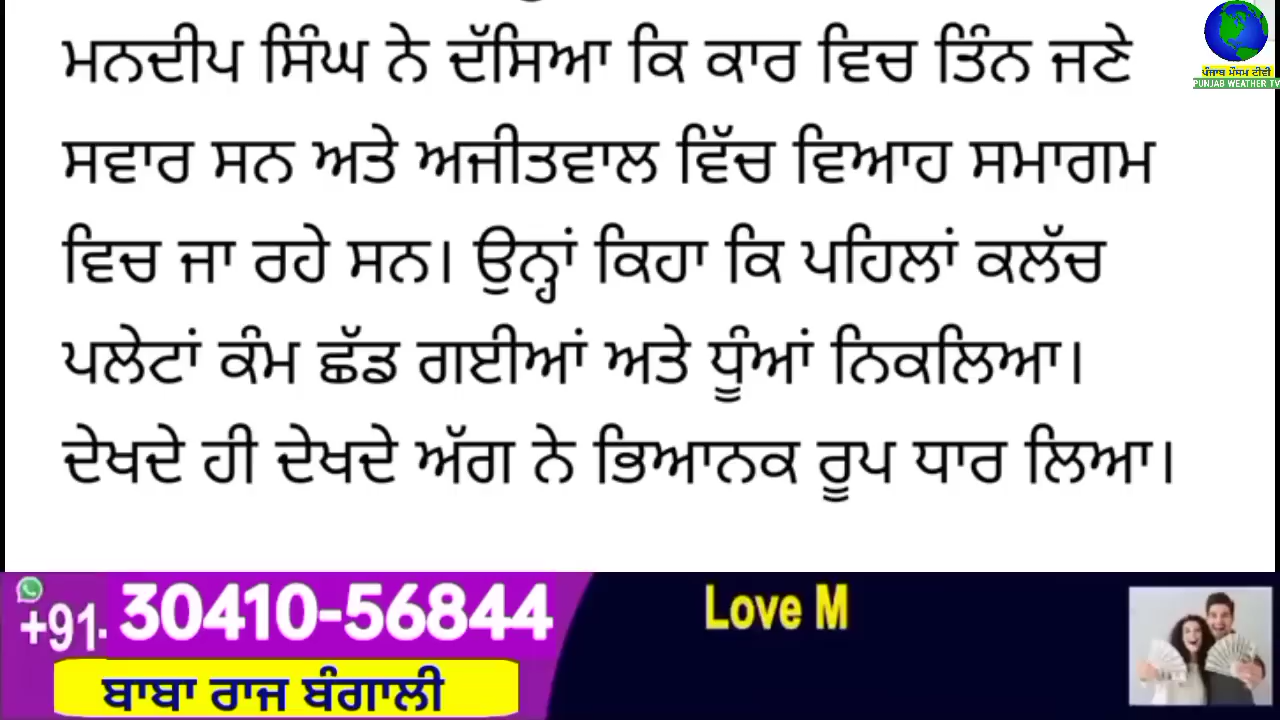 ਮਨਦੀਪ ਸਿੰਘ ਨੇ ਦੱਸਿਆ ਕਿ ਕਾਰ ਵਿਚ ਤਿੰਨ ਜਣੇ
ਸਵਾਰ ਸਨ ਅਤੇ ਅਜੀਤਵਾਲ ਵਿੱਚ ਵਿਆਹ ਸਮਾਗਮ
ਵਿਚ ਜਾ ਰਹੇ ਸਨ। ਉਨ੍ਹਾਂ ਕਿਹਾ ਕਿ ਪਹਿਲਾਂ ਕਲੱਚ
ਪਲੇਟਾਂ ਕੰਮ ਛੱਡ ਗਈਆਂ ਅਤੇ ਧੂੰਆਂ ਨਿਕਲਿਆ।
ਦੇਖਦੇ ਹੀ ਦੇਖਦੇ ਅੱਗ ਨੇ ਭਿਆਨਕ ਰੂਪ ਧਾਰ ਲਿਆ।
ਪੰਜਾਬ ਮੌਸਮ ਟੀਵੀ
PUNJAB WEATHER TV
+91- 30410-56844
ਬਾਬਾ ਰਾਜ ਬੰਗਾਲੀ
Love M